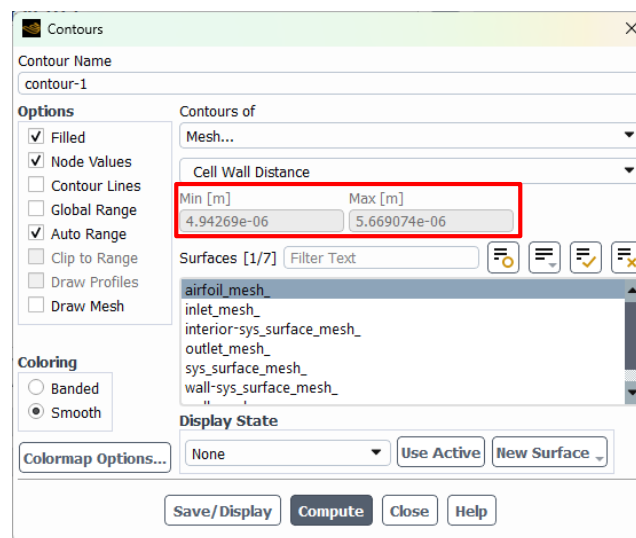 Contours
Contour Name
contour-1
Options
Filled
Node Values
Contour Lines
Global Range
Auto Range
Clip to Range
Draw Profiles
Draw Mesh
Coloring
Banded
Smooth
Colormap Options...
Contours of
Mesh...
Cell Wall Distance
Min [m] Max [m]
4.94269e-06 5.669074e-06
Surfaces [1/7] Filter Text
airfoil_mesh_
inlet_mesh_
interior-sys_surface_mesh_
outlet_mesh_
sys_surface_mesh_
wall-sys_surface_mesh_
Display State
None Use Active New Surface
Save/Display Compute Close Help